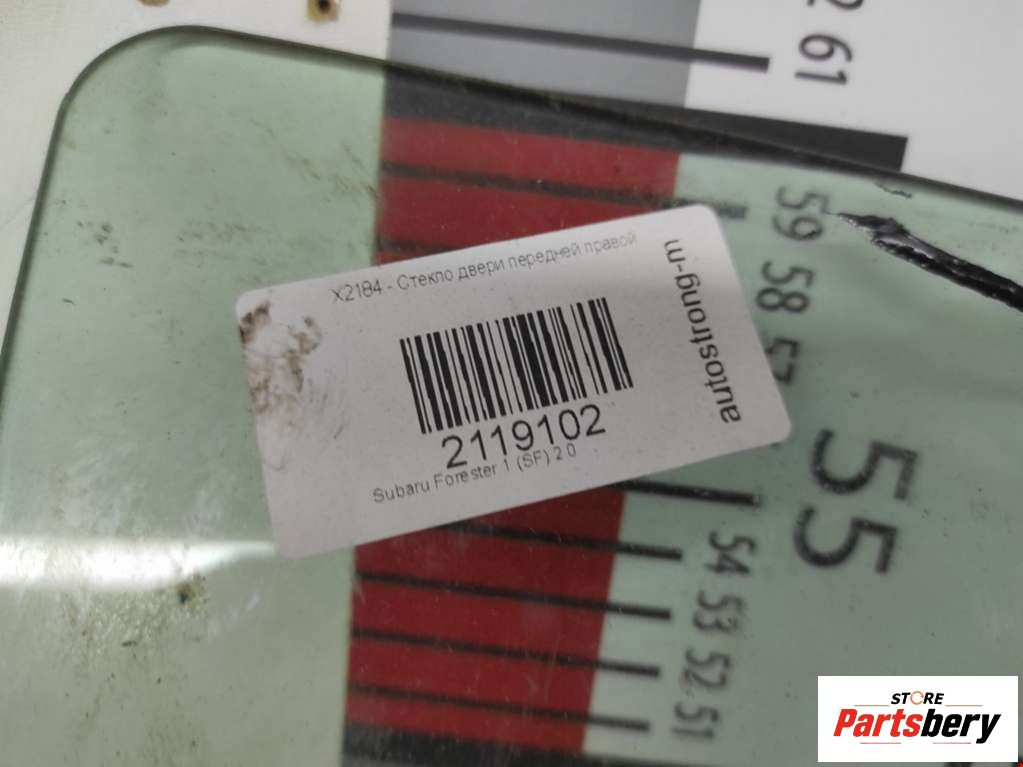 61
59
58
57
55
54
53
52
51
X2184 - Стекло двери передней правой
2119102
Subaru Forester 1 (SF) 2.0
autostrong-m
STORE
Partsbery